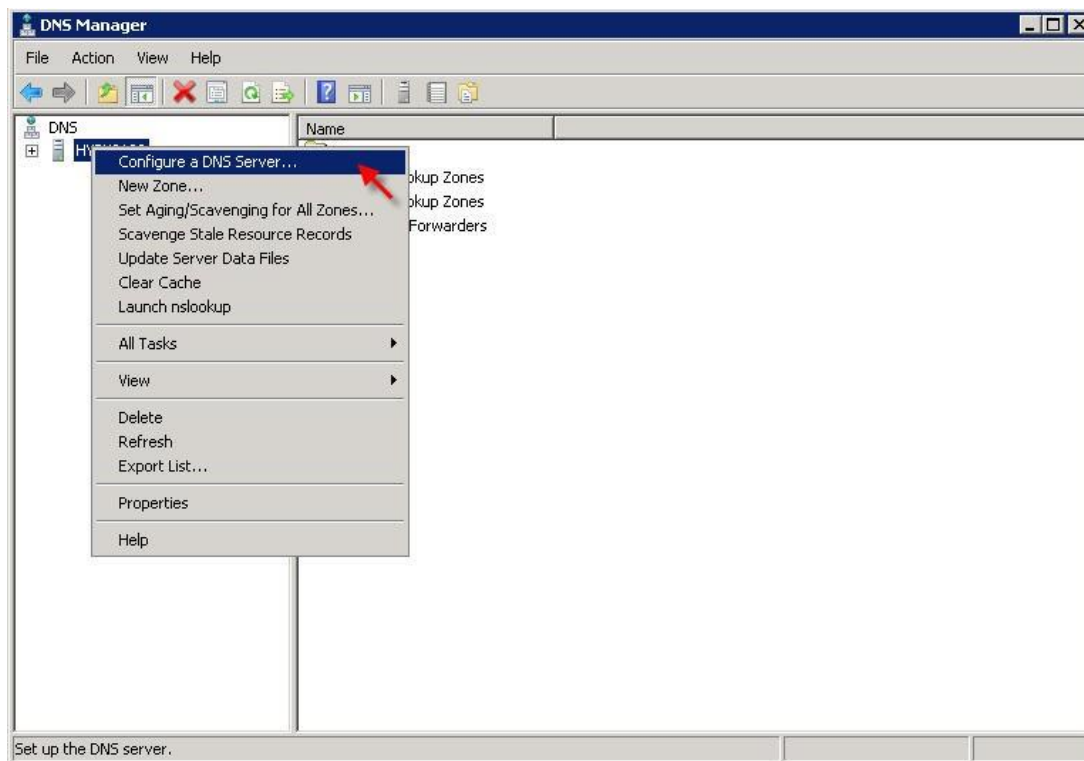 DNS Manager
File Action View Help
DNS
Name
Configure a DNS Server...
New Zone...
Set Aging/Scavenging for All Zones...
Scavenge Stale Resource Records
Update Server Data Files
Clear Cache
Launch nslookup
All Tasks
View
Delete
Refresh
Export List...
Properties
Help
Zones
Zones
Forwarders
Set up the DNS server.